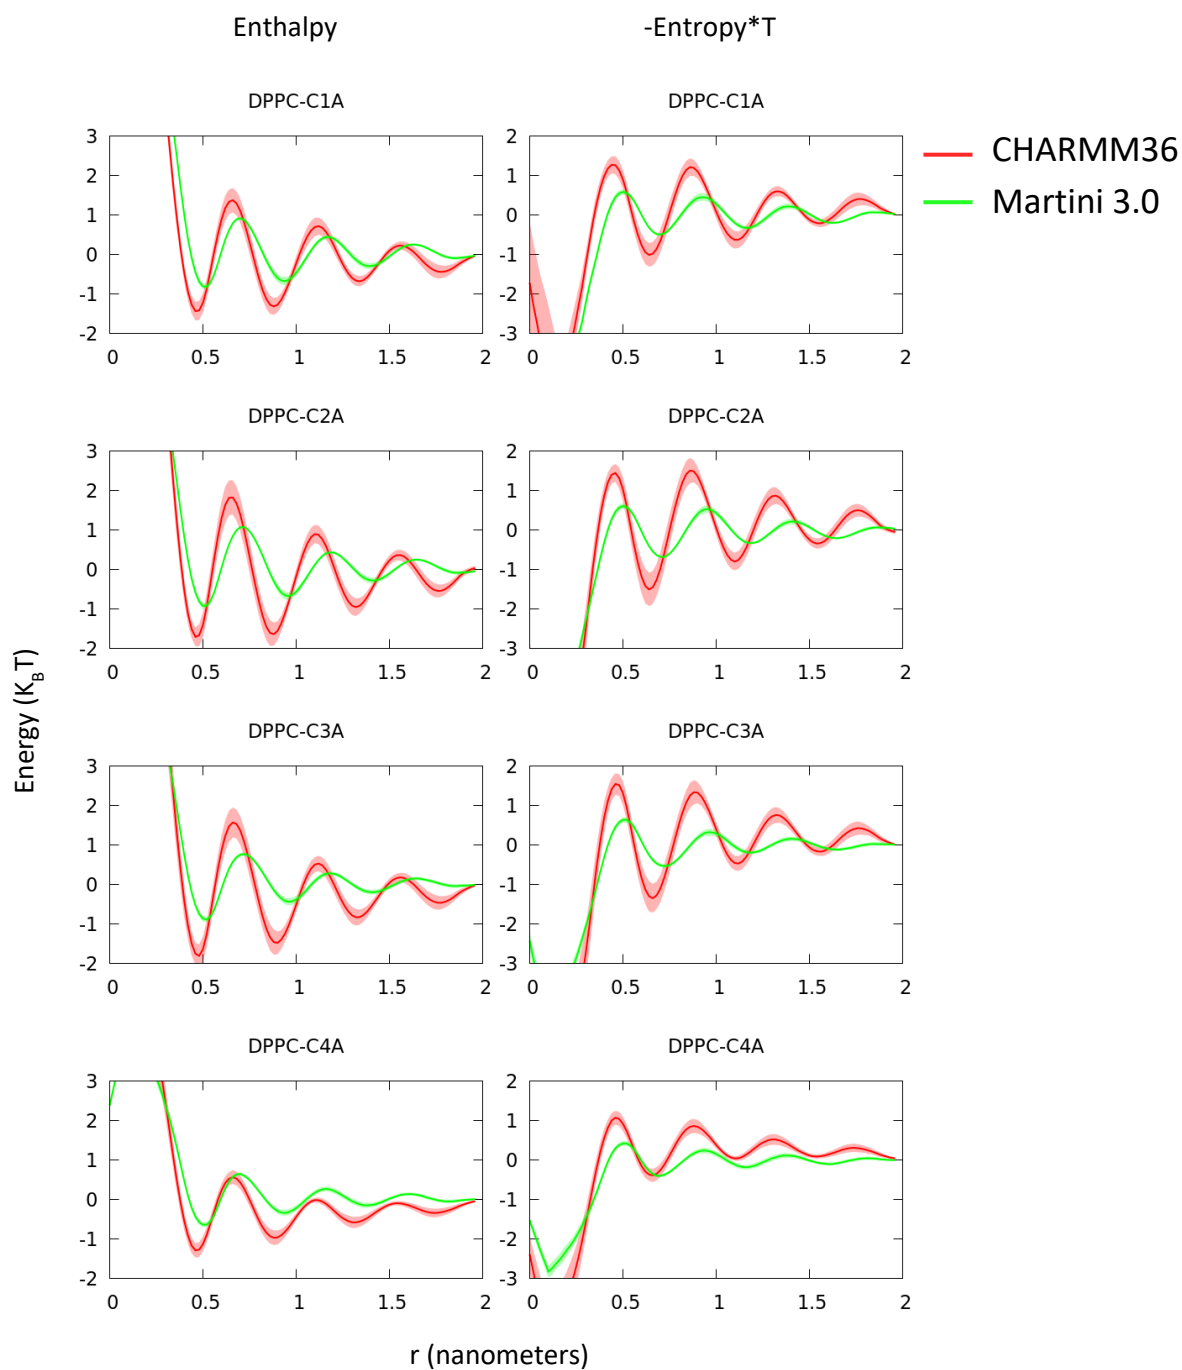 Enthalpy -Entropy*T
DPPC-C1A DPPC-C1A
CHARMM36
Martini 3.0
3 2
2 1
1 0
0 -1
-1 -2
-2 -3
0 0.5 1 1.5 2 0 0.5 1 1.5 2
DPPC-C2A DPPC-C2A
3 2
2 1
1 0
0 -1
-1 -2
-2 -3
0 0.5 1 1.5 2 0 0.5 1 1.5 2
Energy (K_B T)
DPPC-C3A DPPC-C3A
3 2
2 1
1 0
0 -1
-1 -2
-2 -3
0 0.5 1 1.5 2 0 0.5 1 1.5 2
DPPC-C4A DPPC-C4A
3 2
2 1
1 0
0 -1
-1 -2
-2 -3
0 0.5 1 1.5 2 0 0.5 1 1.5 2
r (nanometers)